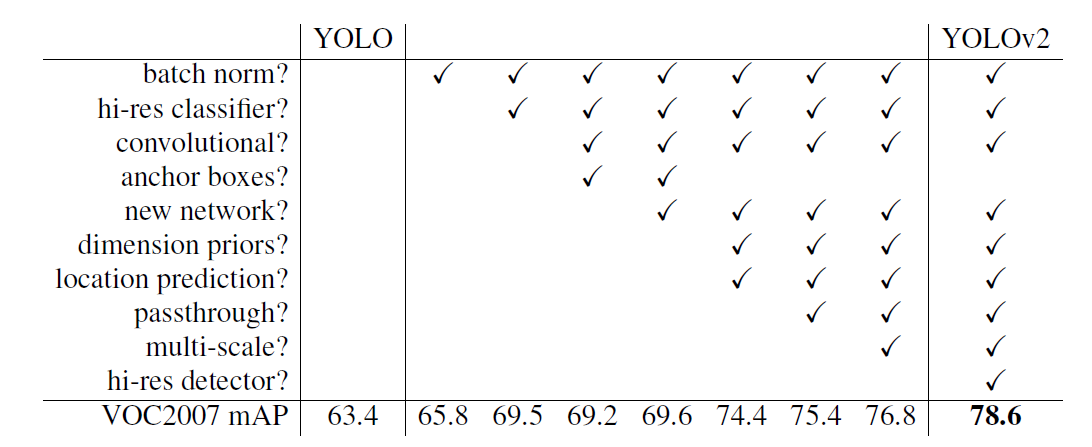 YOLO YOLOv2
batch norm? ✓ ✓ ✓ ✓ ✓ ✓ ✓ ✓
hi-res classifier? ✓ ✓ ✓ ✓ ✓ ✓ ✓
convolutional? ✓ ✓ ✓ ✓ ✓ ✓
anchor boxes? ✓ ✓
new network? ✓ ✓ ✓ ✓ ✓
dimension priors? ✓ ✓ ✓ ✓
location prediction? ✓ ✓ ✓ ✓
passthrough? ✓ ✓ ✓
multi-scale? ✓ ✓
hi-res detector? ✓
VOC2007 mAP 63.4 65.8 69.5 69.2 69.6 74.4 75.4 76.8 78.6